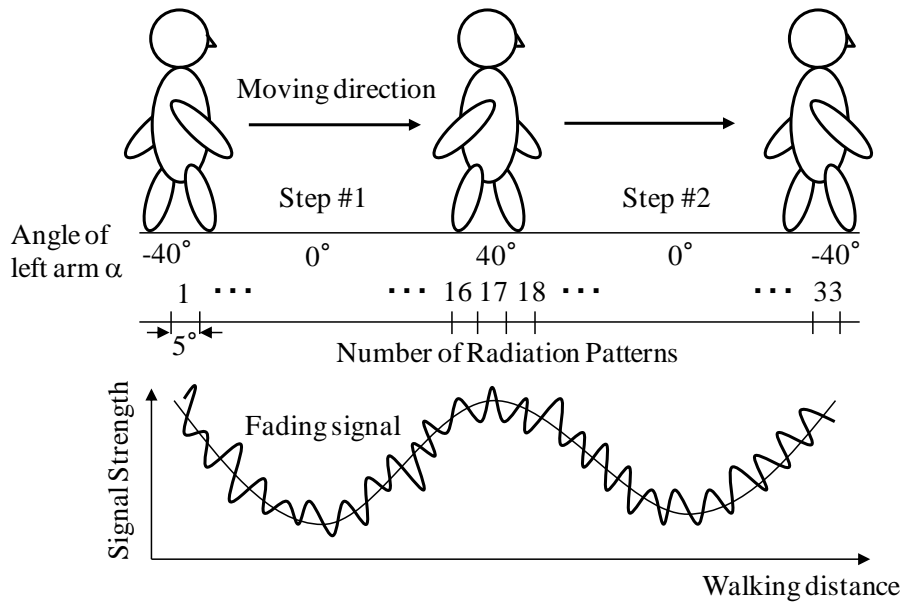 Moving direction
Step #1
Step #2
Angle of
left arm α
-40° 0° 40° 0° -40°
1 ··· ··· 16 17 18 ··· ··· 33
5°
Number of Radiation Patterns
Signal Strength
Fading signal
Walking distance